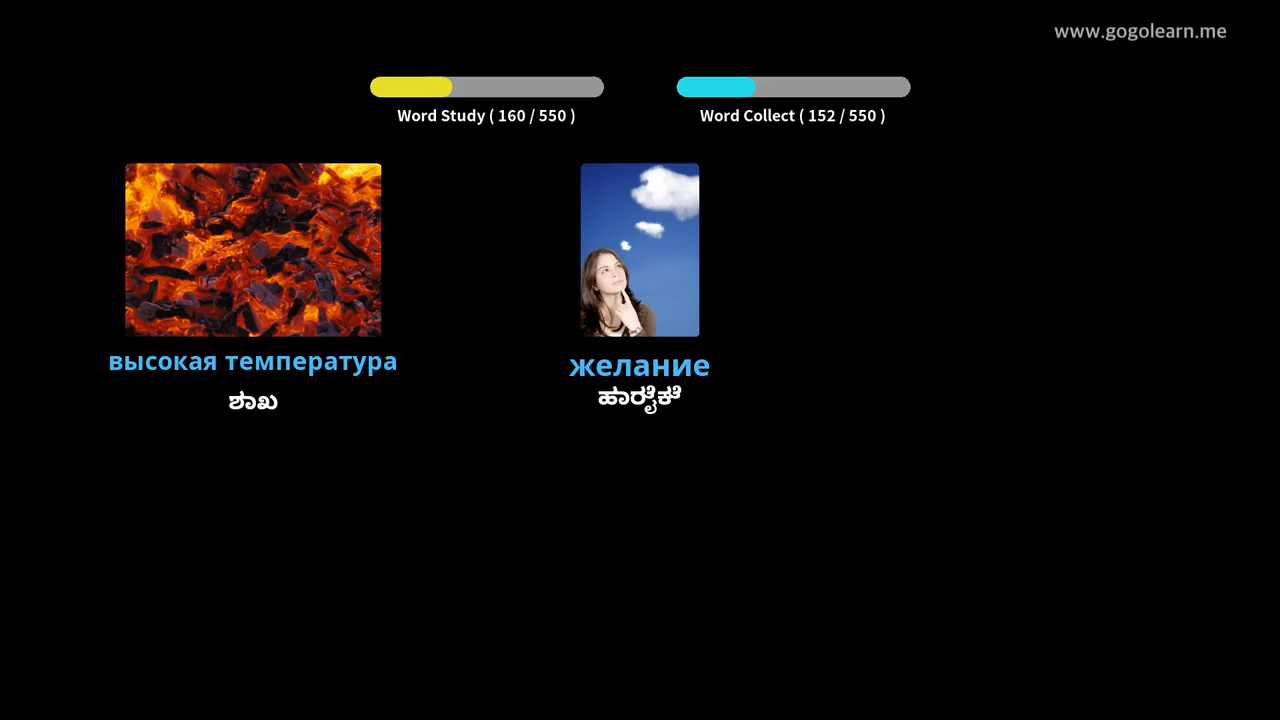 www.gogolearn.me
Word Study ( 160 / 550 )
Word Collect ( 152 / 550 )
высокая температура
ಶಾಖ
желание
ಹಾರೈಕೆ